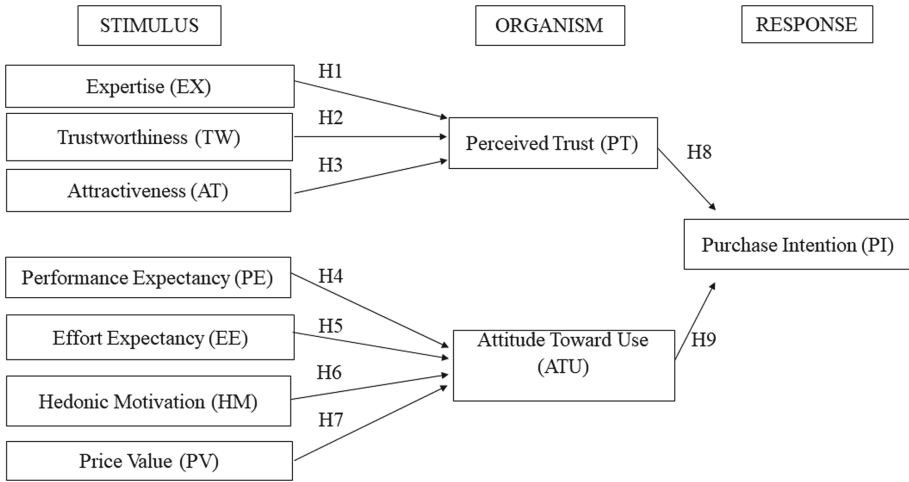 STIMULUS
ORGANISM
RESPONSE
Expertise (EX)
H1
Trustworthiness (TW)
H2
Attractiveness (AT)
H3
Perceived Trust (PT)
H8
Purchase Intention (PI)
Performance Expectancy (PE)
H4
Effort Expectancy (EE)
H5
Hedonic Motivation (HM)
H6
Price Value (PV)
H7
Attitude Toward Use
(ATU)
H9